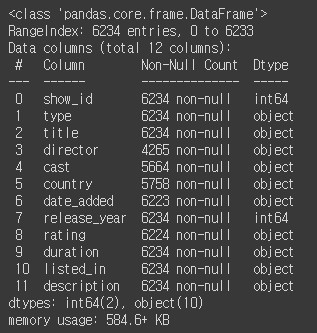 <class 'pandas.core.frame.DataFrame'>
RangeIndex: 6234 entries, 0 to 6233
Data columns (total 12 columns):
 #   Column        Non-Null Count  Dtype
---  ------        --------------  -----
 0   show_id       6234 non-null   int64
 1   type          6234 non-null   object
 2   title         6234 non-null   object
 3   director      4265 non-null   object
 4   cast          5664 non-null   object
 5   country       5758 non-null   object
 6   date_added    6223 non-null   object
 7   release_year  6234 non-null   int64
 8   rating        6224 non-null   object
 9   duration      6234 non-null   object
 10  listed_in     6234 non-null   object
 11  description   6234 non-null   object
dtypes: int64(2), object(10)
memory usage: 584.6+ KB